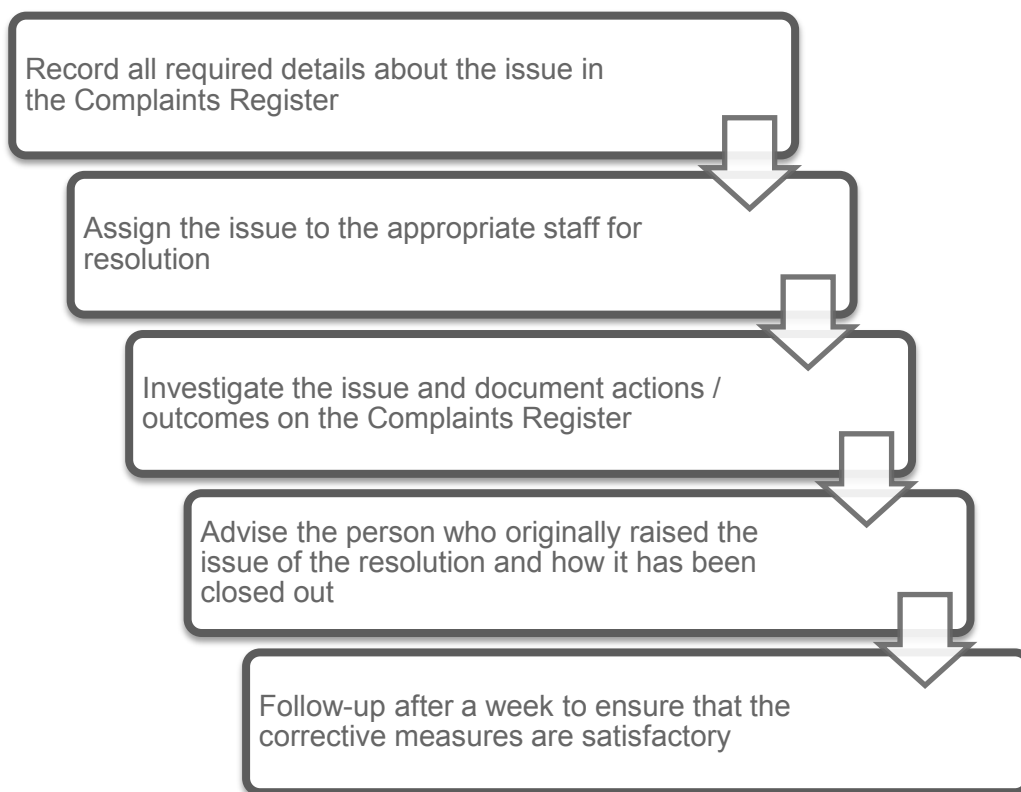 Record all required details about the issue in
the Complaints Register
Assign the issue to the appropriate staff for
resolution
Investigate the issue and document actions /
outcomes on the Complaints Register
Advise the person who originally raised the
issue of the resolution and how it has been
closed out
Follow-up after a week to ensure that the
corrective measures are satisfactory